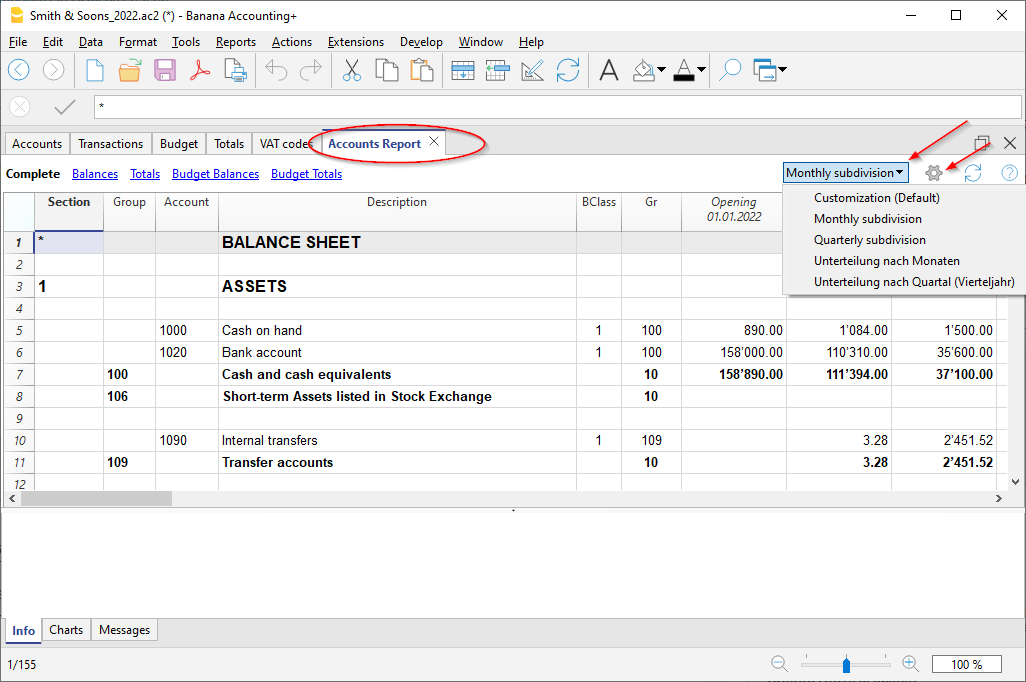 Smith & Soons_2022.ac2 (*) - Banana Accounting+
File Edit Data Format Tools Reports Actions Extensions Develop Window Help
*
Accounts Transactions Budget Totals VAT codes Accounts Report
Complete Balances Totals Budget Balances Budget Totals Monthly subdivision
Customization (Default)
Monthly subdivision
Quarterly subdivision
Unterteilung nach Monaten
Unterteilung nach Quartal (Vierteljahr)
Section Group Account Description BClass Gr Opening
01.01.2022
1 * BALANCE SHEET
2
3 1 ASSETS
4
5 1000 Cash on hand 1 100 890.00 1'084.00 1'500.00
6 1020 Bank account 1 100 158'000.00 110'310.00 35'600.00
7 100 Cash and cash equivalents 10 158'890.00 111'394.00 37'100.00
8 106 Short-term Assets listed in Stock Exchange 10
9
10 1090 Internal transfers 1 109 3.28 2'451.52
11 109 Transfer accounts 10 3.28 2'451.52
12
Info Charts Messages
1/155 100 %